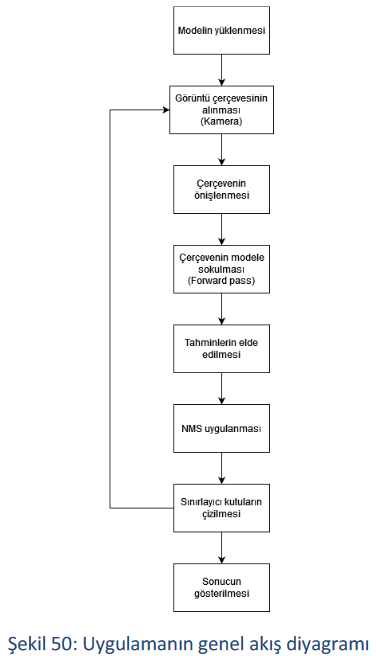 Modelin yüklenmesi
Görüntü çerçevesinin
alınması
(Kamera)
Çerçevenin
önişlenmesi
Çerçevenin modele
sokulması
(Forward pass)
Tahminlerin elde
edilmesi
NMS uygulanması
Sınırlayıcı kutuların
çizilmesi
Sonucun
gösterilmesi
Şekil 50: Uygulamanın genel akış diyagramı